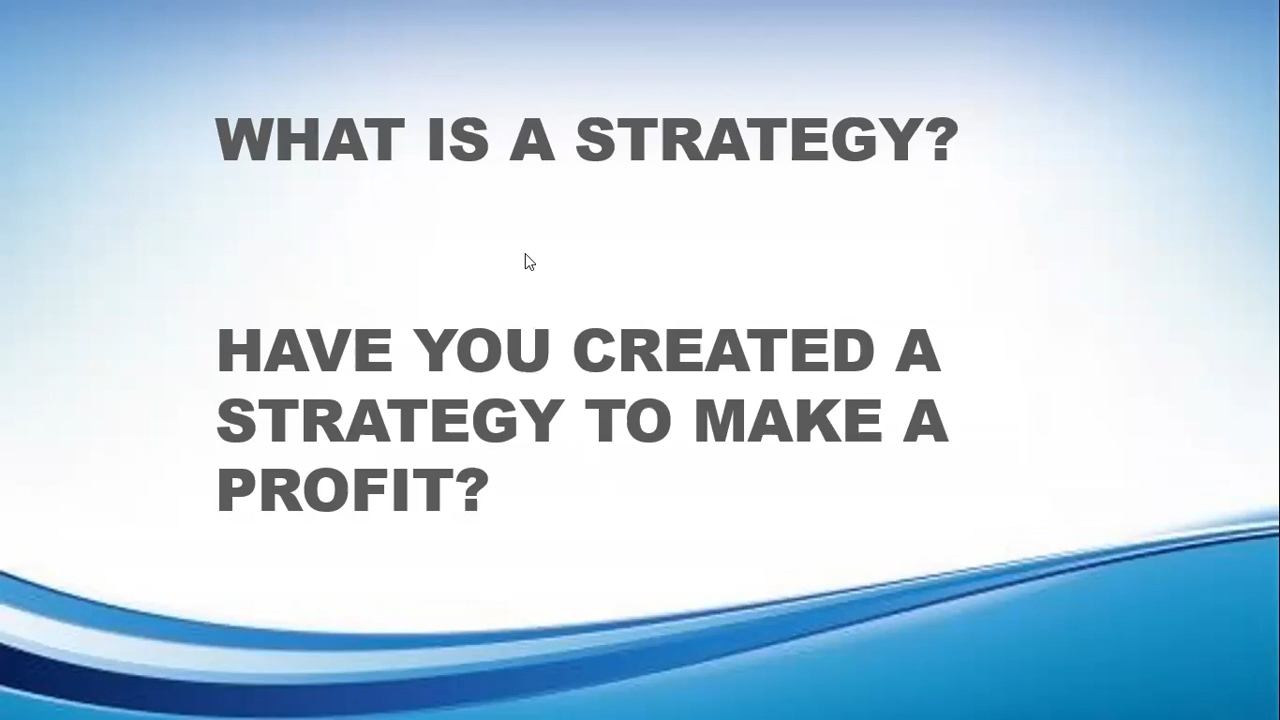 WHAT IS A STRATEGY?
HAVE YOU CREATED A
STRATEGY TO MAKE A
PROFIT?